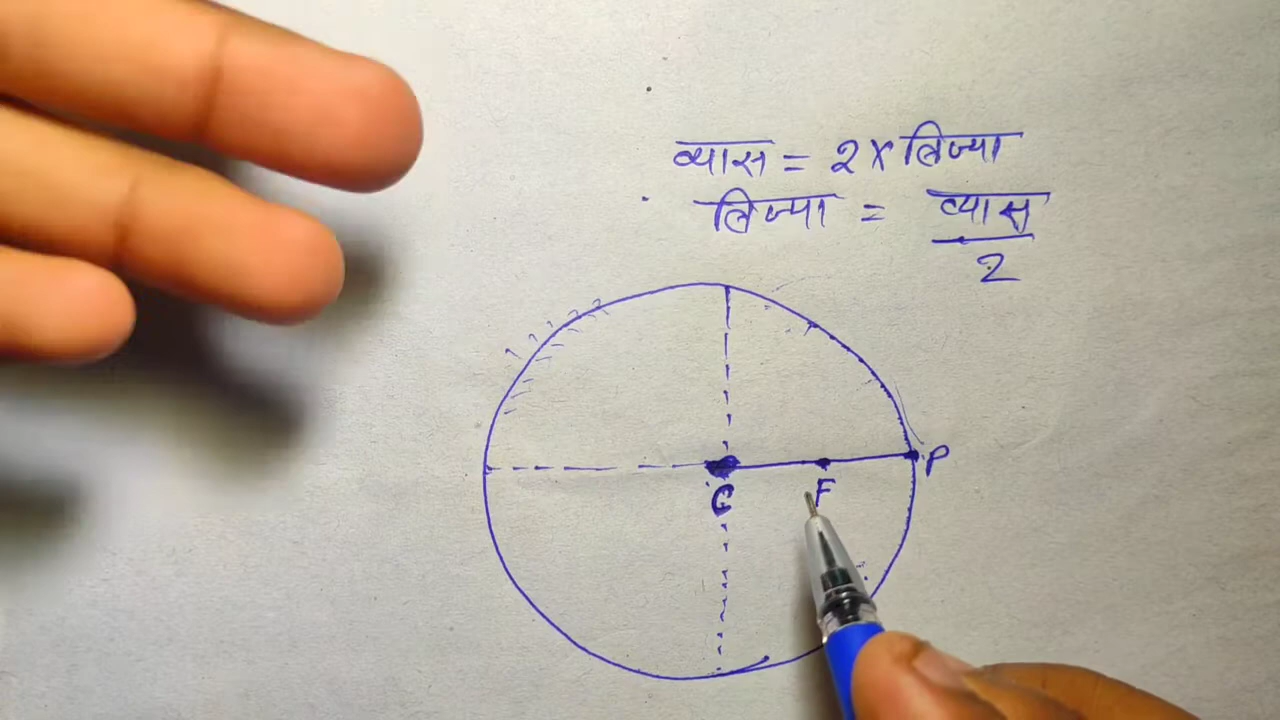 व्यास = 2 x त्रिज्या
त्रिज्या = व्यास
2
P
C F